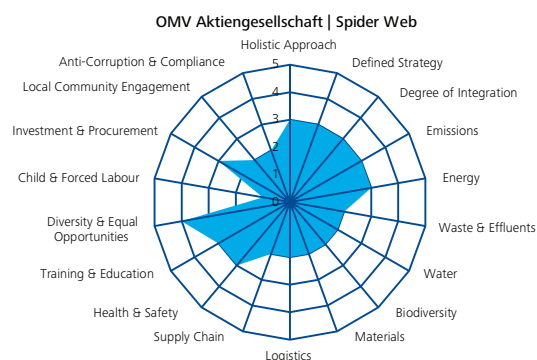 OMV Aktiengesellschaft | Spider Web
Holistic Approach
Anti-Corruption & Compliance
Defined Strategy
Local Community Engagement
Degree of Integration
Investment & Procurement
Emissions
Child & Forced Labour
Energy
Diversity & Equal
Opportunities
Waste & Effluents
Training & Education
Water
Health & Safety
Biodiversity
Supply Chain
Materials
Logistics
5
4
3
2
1
0